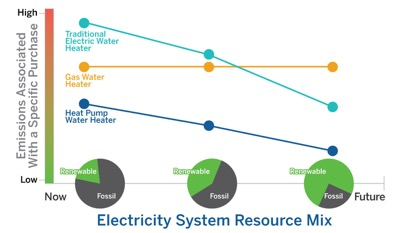 High
Emissions Associated
With a Specific Purchase
Traditional
Electric Water
Heater
Gas Water
Heater
Heat Pump
Water Heater
Low
Renewable
Fossil
Renewable
Fossil
Renewable
Fossil
Now
Future
Electricity System Resource Mix